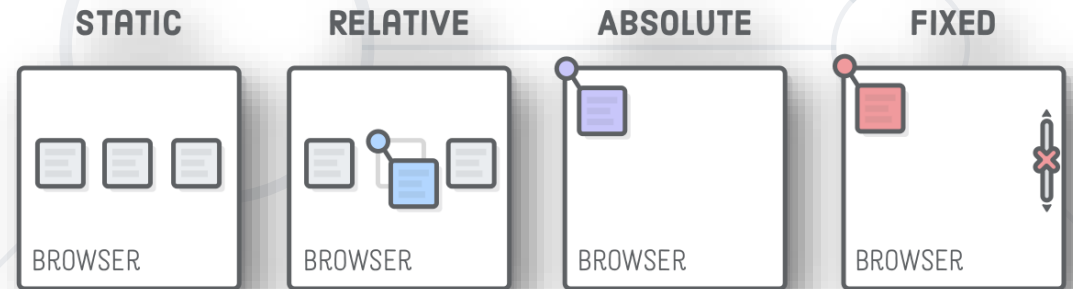 STATIC
RELATIVE
ABSOLUTE
FIXED
BROWSER
BROWSER
BROWSER
BROWSER